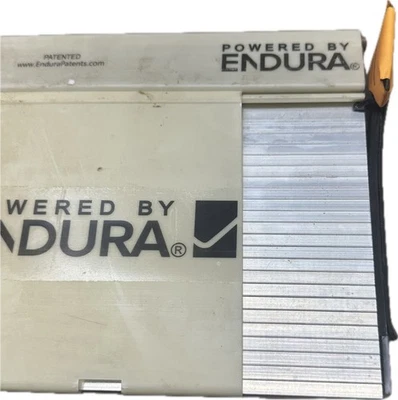 PATENTED
www.EnduraPatents.com
POWERED BY
ENDURA®
WERED BY
DURA®